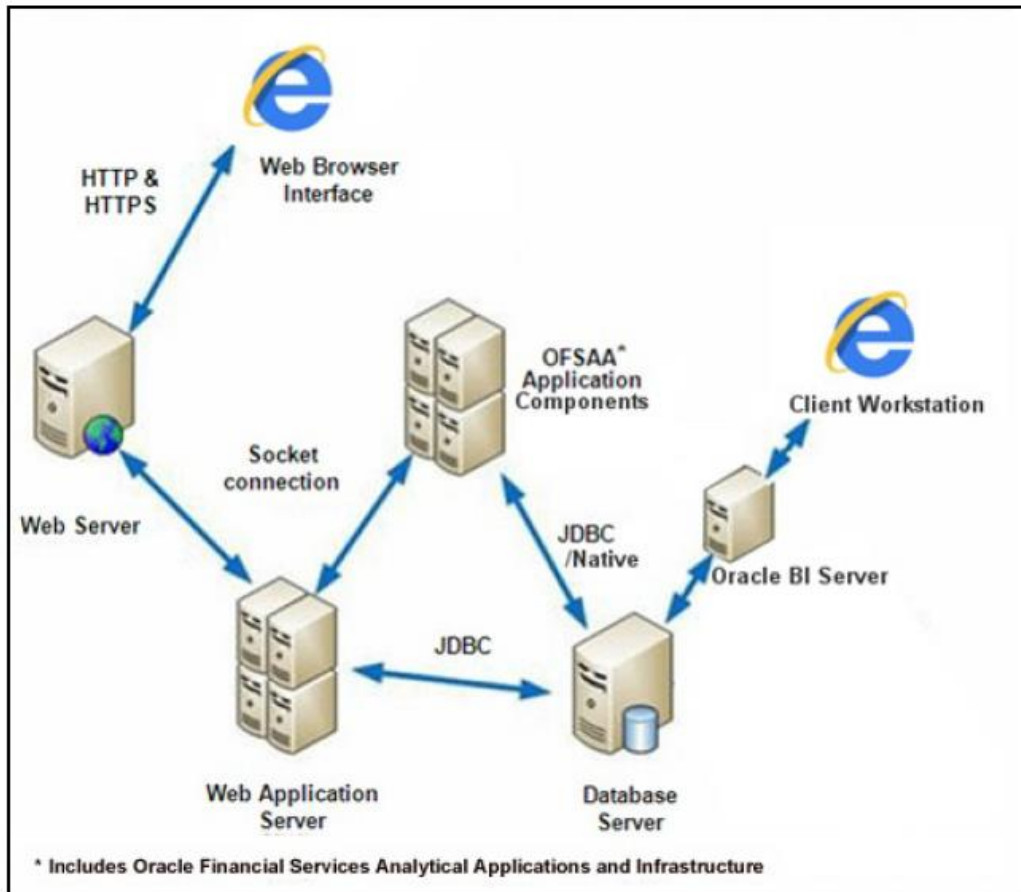 HTTP &
HTTPS
Web Browser
Interface
OFSAA*
Application
Components
Client Workstation
Socket
connection
Web Server
JDBC
/Native
Oracle BI Server
JDBC
Web Application
Server
Database
Server
* Includes Oracle Financial Services Analytical Applications and Infrastructure